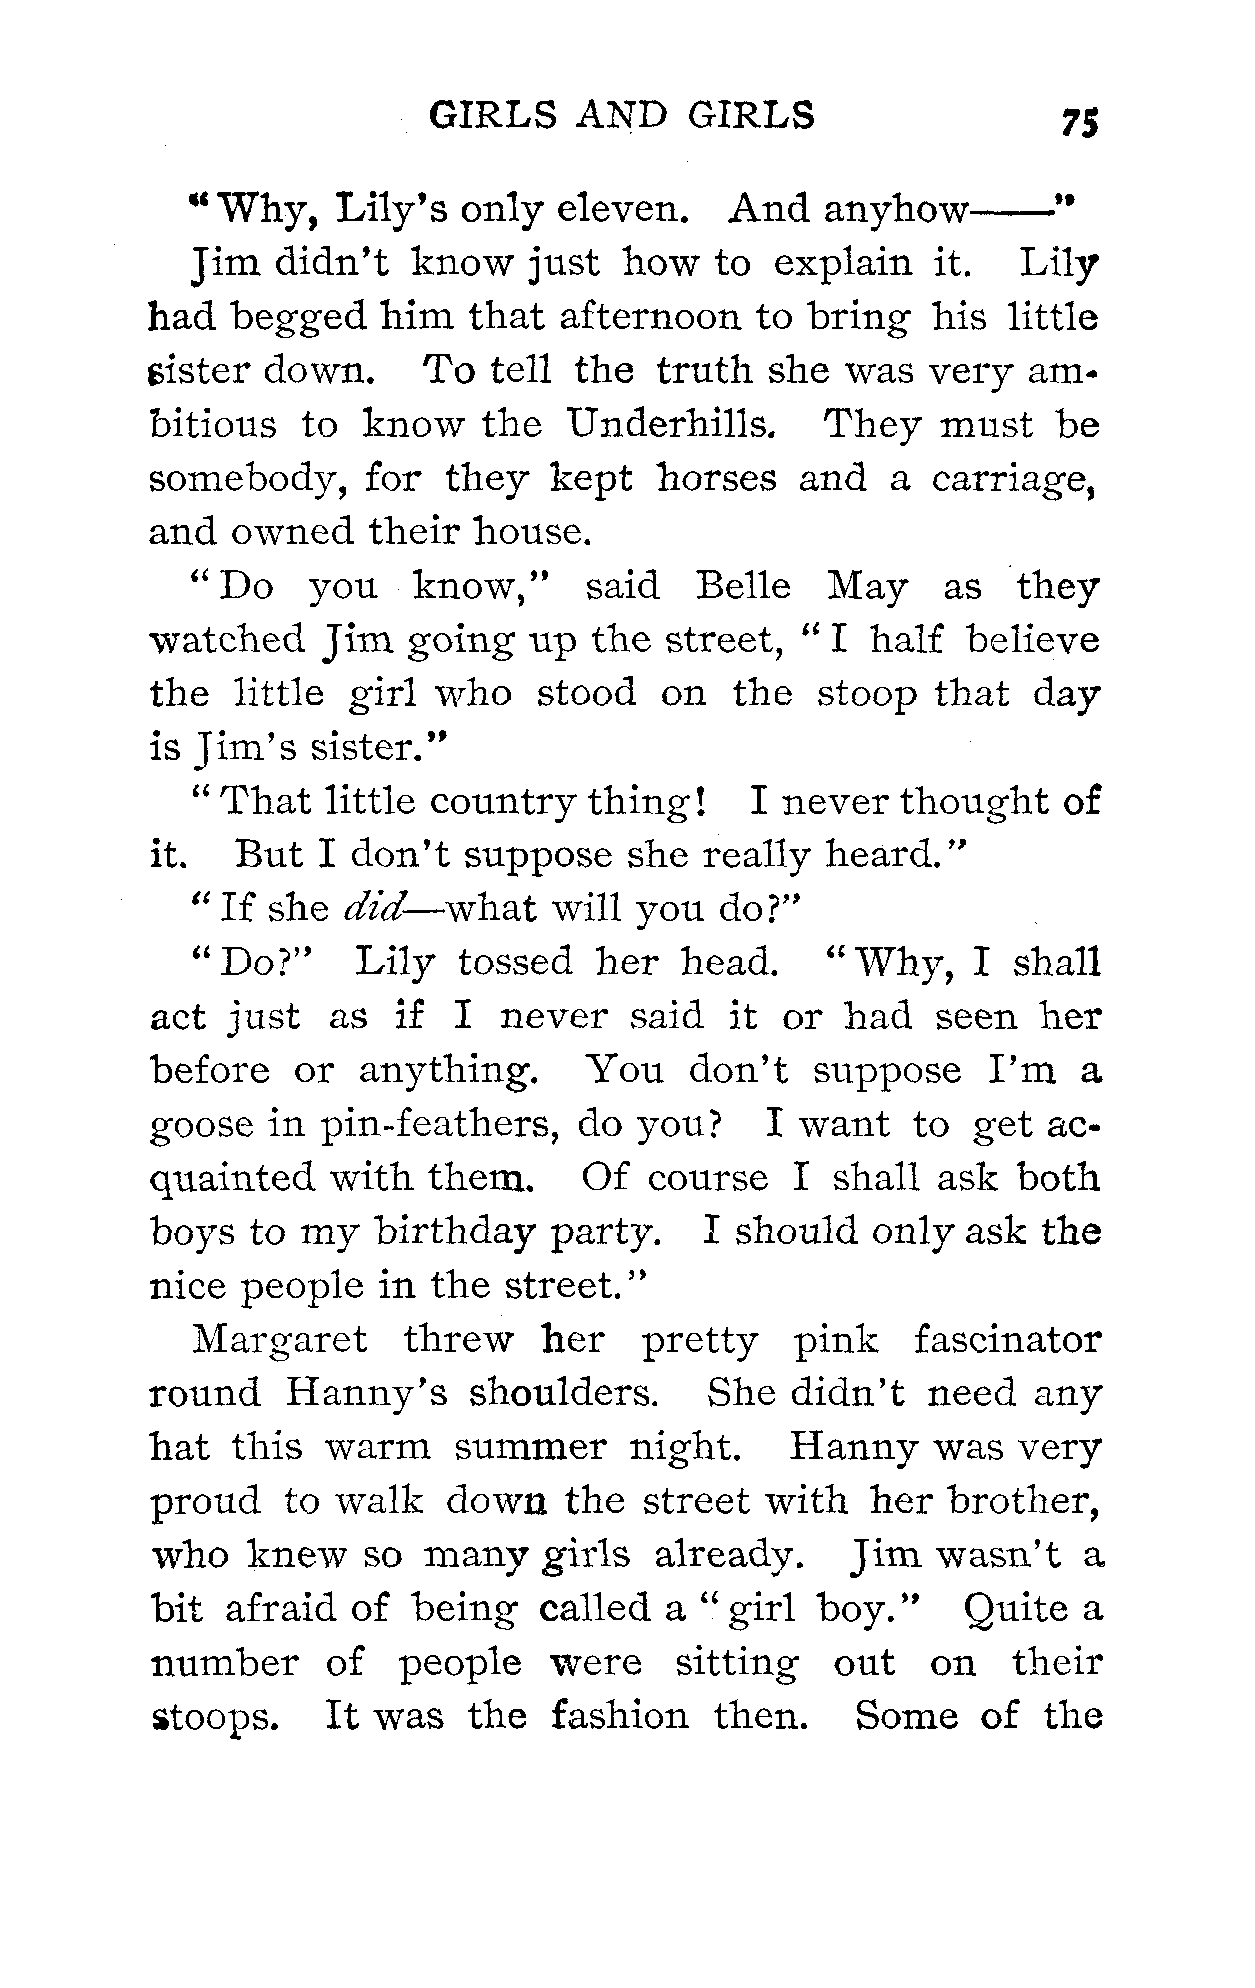 GIRLS AND GIRLS 75
"Why, Lily's only eleven. And anyhow——"
Jim didn't know just how to explain it. Lily
had begged him that afternoon to bring his little
sister down. To tell the truth she was very am-
bitious to know the Underhills. They must be
somebody, for they kept horses and a carriage,
and owned their house.
"Do you know," said Belle May as they
watched Jim going up the street, "I half believe
the little girl who stood on the stoop that day
is Jim's sister."
"That little country thing! I never thought of
it. But I don't suppose she really heard."
"If she did—what will you do?"
"Do?" Lily tossed her head. "Why, I shall
act just as if I never said it or had seen her
before or anything. You don't suppose I'm a
goose in pin-feathers, do you? I want to get ac-
quainted with them. Of course I shall ask both
boys to my birthday party. I should only ask the
nice people in the street."
Margaret threw her pretty pink fascinator
round Hanny's shoulders. She didn't need any
hat this warm summer night. Hanny was very
proud to walk down the street with her brother,
who knew so many girls already. Jim wasn't a
bit afraid of being called a "girl boy." Quite a
number of people were sitting out on their
stoops. It was the fashion then. Some of the